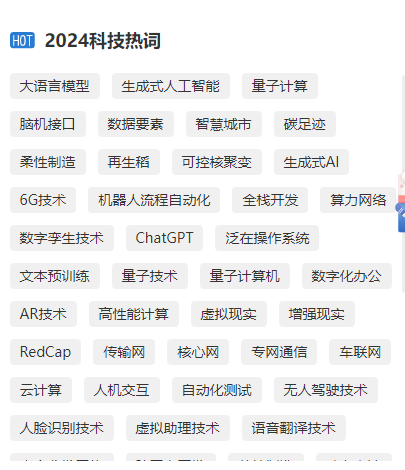 HOT 2024科技热词
大语言模型 生成式人工智能 量子计算
脑机接口 数据要素 智慧城市 碳足迹
柔性制造 再生稻 可控核聚变 生成式AI
6G技术 机器人流程自动化 全栈开发 算力网络
数字孪生技术 ChatGPT 泛在操作系统
文本预训练 量子技术 量子计算机 数字化办公
AR技术 高性能计算 虚拟现实 增强现实
RedCap 传输网 核心网 专网通信 车联网
云计算 人机交互 自动化测试 无人驾驶技术
人脸识别技术 虚拟助理技术 语音翻译技术